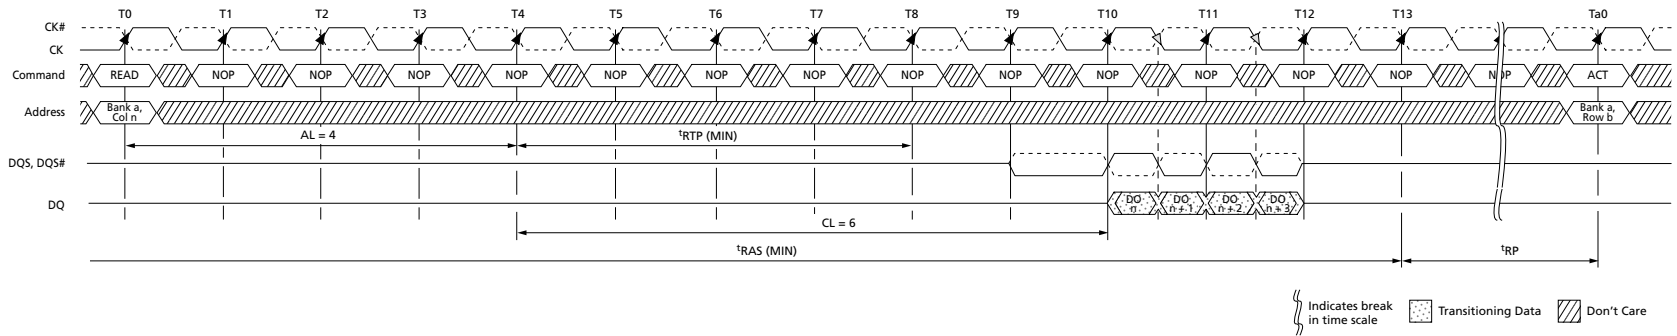 T0 T1 T2 T3 T4 T5 T6 T7 T8 T9 T10 T11 T12 T13 Ta0
CK#
CK
Command READ NOP NOP NOP NOP NOP NOP NOP NOP NOP NOP NOP NOP NOP NOP ACT
Address Bank a, Col n Bank a, Row b
AL = 4 tRTP (MIN)
DQS, DQS#
DQ DO n DO n + 1 DO n + 2 DO n + 3
CL = 6
tRAS (MIN) tRP
Indicates break in time scale Transitioning Data Don't Care